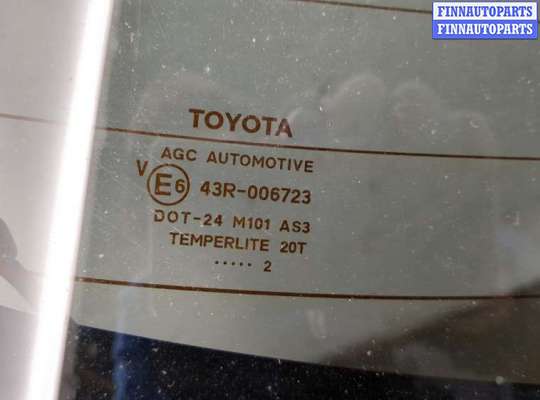 FINNAUTOPARTS
FINNAUTOPARTS
TOYOTA
AGC AUTOMOTIVE
V E6 43R-006723
DOT-24 M101 AS3
TEMPERLITE 20T
..... 2